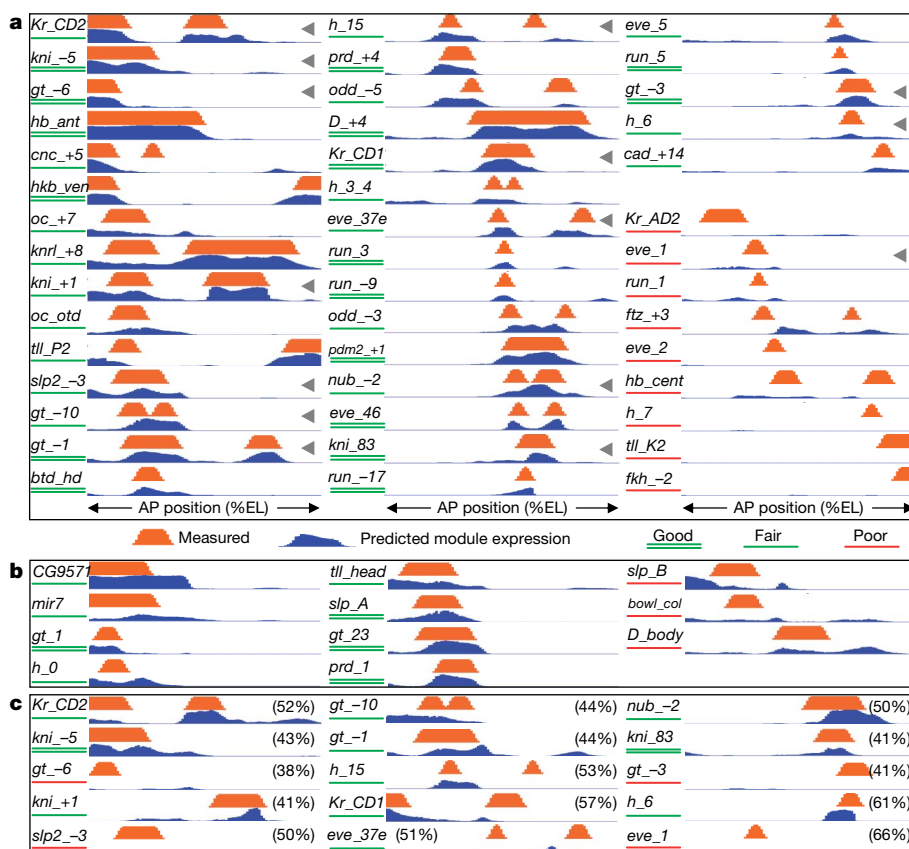 a
Kr_CD2
kni_–5
gt_–6
hb_ant
cnc_+5
hkb_ven
oc_+7
knrl_+8
kni_+1
oc_otd
tll_P2
slp2_–3
gt_–10
gt_–1
btd_hd
AP position (%EL)
h_15
prd_+4
odd_–5
D_+4
Kr_CD1
h_3_4
eve_37e
run_3
run_–9
odd_–3
pdm2_+1
nub_–2
eve_46
kni_83
run_–17
AP position (%EL)
eve_5
run_5
gt_–3
h_6
cad_+14
Kr_AD2
eve_1
run_1
ftz_+3
eve_2
hb_cent
h_7
tll_K2
fkh_–2
AP position (%EL)
Measured Predicted module expression Good Fair Poor
b
CG9571
mir7
gt_1
h_0
tll_head
slp_A
gt_23
prd_1
slp_B
bowl_col
D_body
c
Kr_CD2 (52%)
kni_–5 (43%)
gt_–6 (38%)
kni_+1 (41%)
slp2_–3 (50%)
gt_–10 (44%)
gt_–1 (44%)
h_15 (53%)
Kr_CD1 (57%)
eve_37e (51%)
nub_–2 (50%)
kni_83 (41%)
gt_–3 (41%)
h_6 (61%)
eve_1 (66%)